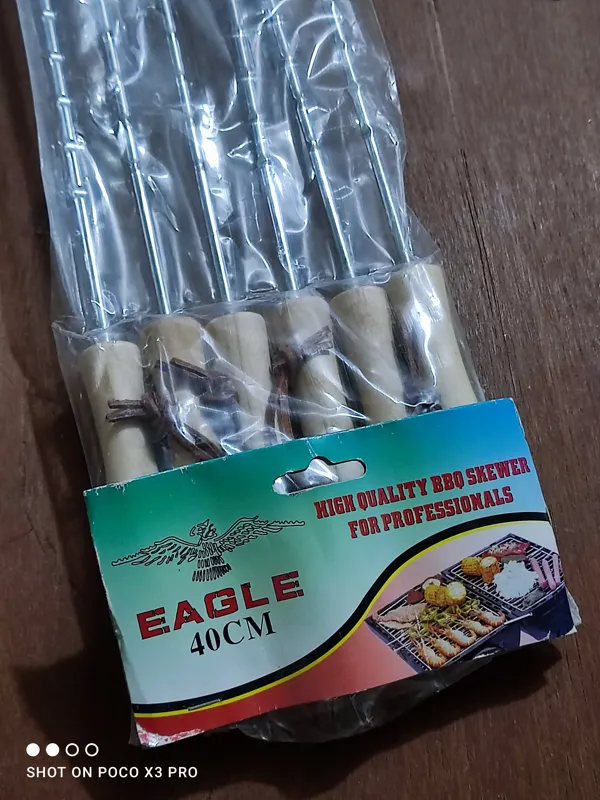 HIGH QUALITY BBQ SKEWER
FOR PROFESSIONALS
EAGLE
40CM
SHOT ON POCO X3 PRO